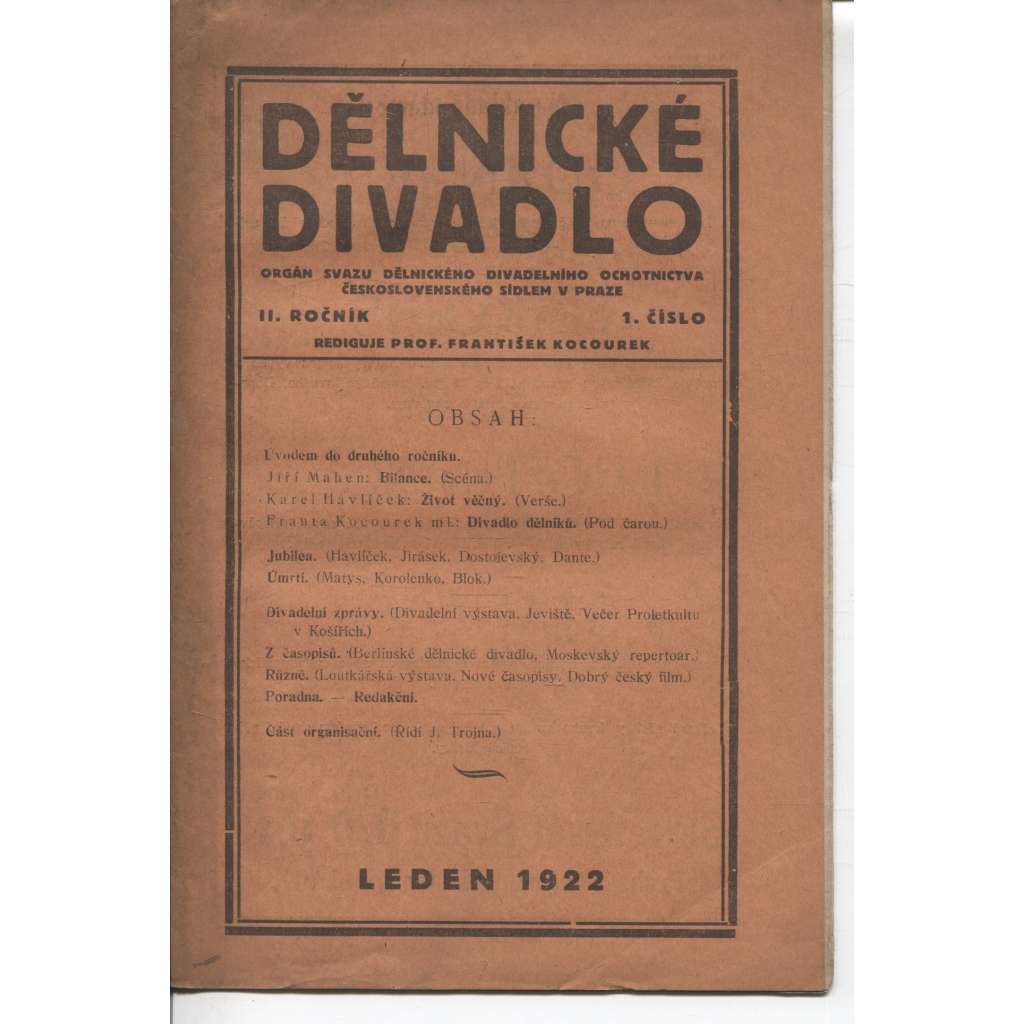 DĚLNICKÉ
DIVADLO
ORGÁN SVAZU DĚLNICKÉHO DIVADELNÍHO OCHOTNICTVA
ČESKOSLOVENSKÉHO SÍDLEM V PRAZE
II. ROČNÍK 1. ČÍSLO
REDIGUJE PROF. FRANTIŠEK KOCOUREK
OBSAH:
Úvodem do druhého ročníku.
Jiří Mahen: Bilance. (Scéna.)
Karel Havlíček: Život věčný. (Verše.)
Franta Kocourek ml.: Divadlo dělníků. (Pod čarou.)
Jubilea. (Havlíček, Jirásek, Dostojevský, Dante.)
Úmrtí. (Matys, Korolenko, Blok.)
Divadelní zprávy. (Divadelní výstava, Jeviště, Večer Proletkultu
v Košířích.)
Z časopisů. (Berlínské dělnické divadlo, Moskevský repertoar.)
Různé. (Loutkářská výstava, Nové časopisy, Dobrý český film.)
Poradna. — Redakční.
Část organisační. (Řídí J. Trojna.)
LEDEN 1922